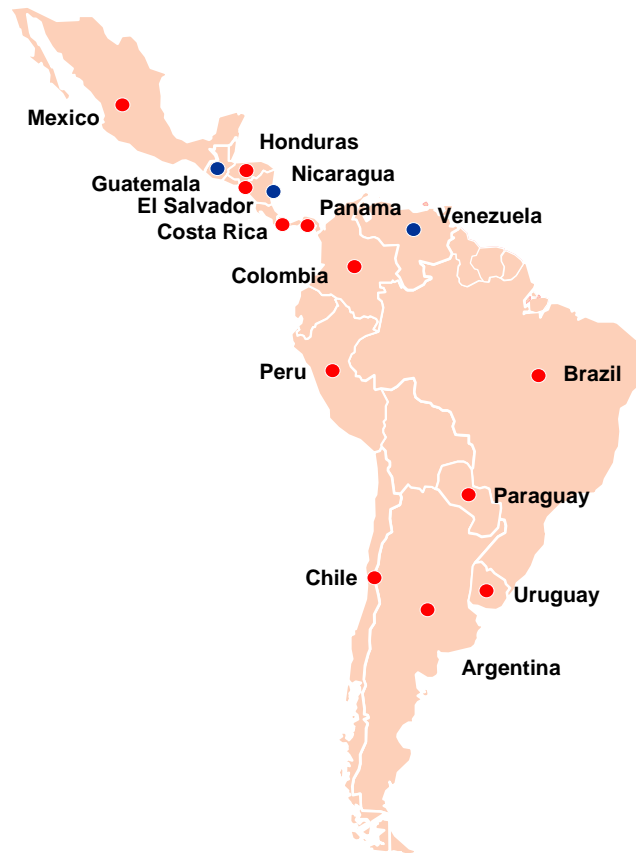 Mexico
Honduras
Guatemala
Nicaragua
El Salvador
Costa Rica
Panama
Venezuela
Colombia
Peru
Brazil
Paraguay
Chile
Uruguay
Argentina